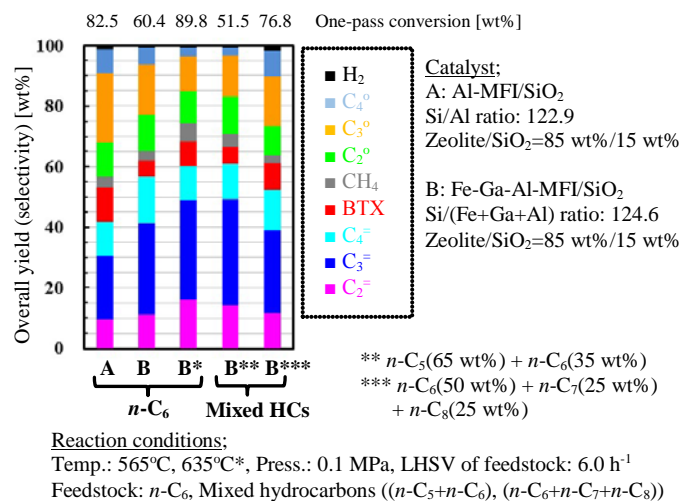 82.5 60.4 89.8 51.5 76.8 One-pass conversion [wt%]
Overall yield (selectivity) [wt%]
100
80
60
40
20
0
A B B* B** B***
n-C₆ Mixed HCs
H₂
C₄º
C₃º
C₂º
CH₄
BTX
C₄⁼
C₃⁼
C₂⁼
Catalyst;
A: Al-MFI/SiO₂
Si/Al ratio: 122.9
Zeolite/SiO₂=85 wt%/15 wt%
B: Fe-Ga-Al-MFI/SiO₂
Si/(Fe+Ga+Al) ratio: 124.6
Zeolite/SiO₂=85 wt%/15 wt%
** n-C₅(65 wt%) + n-C₆(35 wt%)
*** n-C₆(50 wt%) + n-C₇(25 wt%)
+ n-C₈(25 wt%)
Reaction conditions;
Temp.: 565ºC, 635ºC*, Press.: 0.1 MPa, LHSV of feedstock: 6.0 h⁻¹
Feedstock: n-C₆, Mixed hydrocarbons ((n-C₅+n-C₆), (n-C₆+n-C₇+n-C₈))